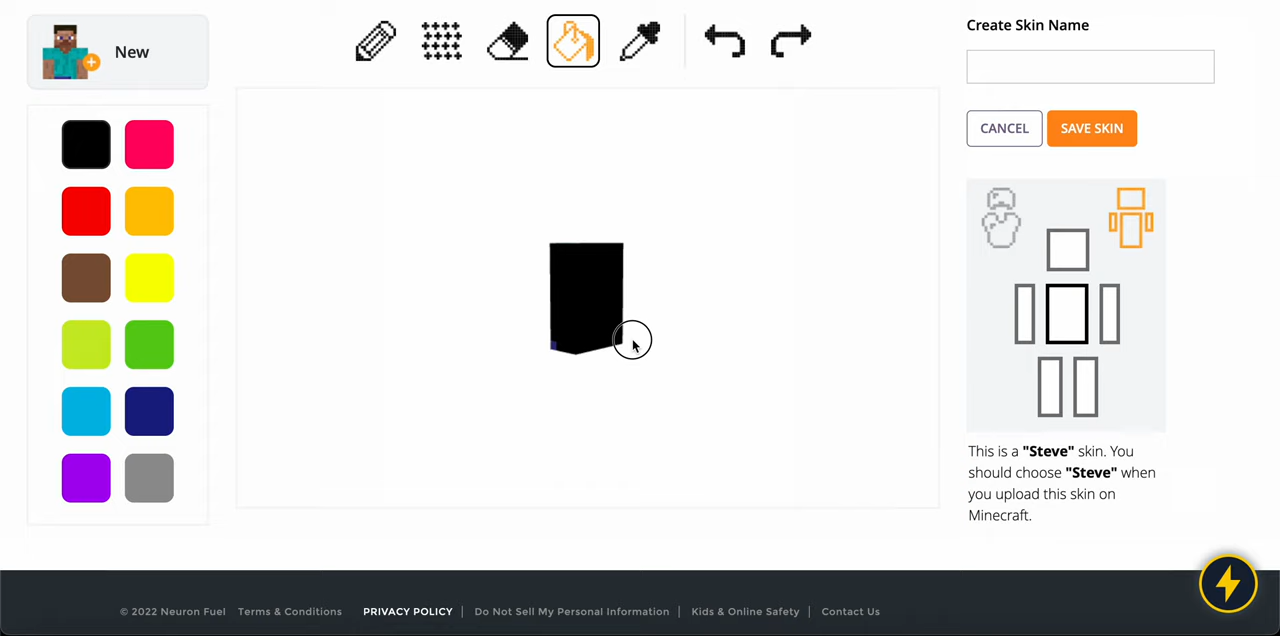 New
Create Skin Name
CANCEL
SAVE SKIN
This is a "Steve" skin. You
should choose "Steve" when
you upload this skin on
Minecraft.
© 2022 Neuron Fuel Terms & Conditions PRIVACY POLICY | Do Not Sell My Personal Information | Kids & Online Safety | Contact Us